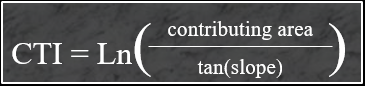 contributing area
CTI = Ln( )
tan(slope)